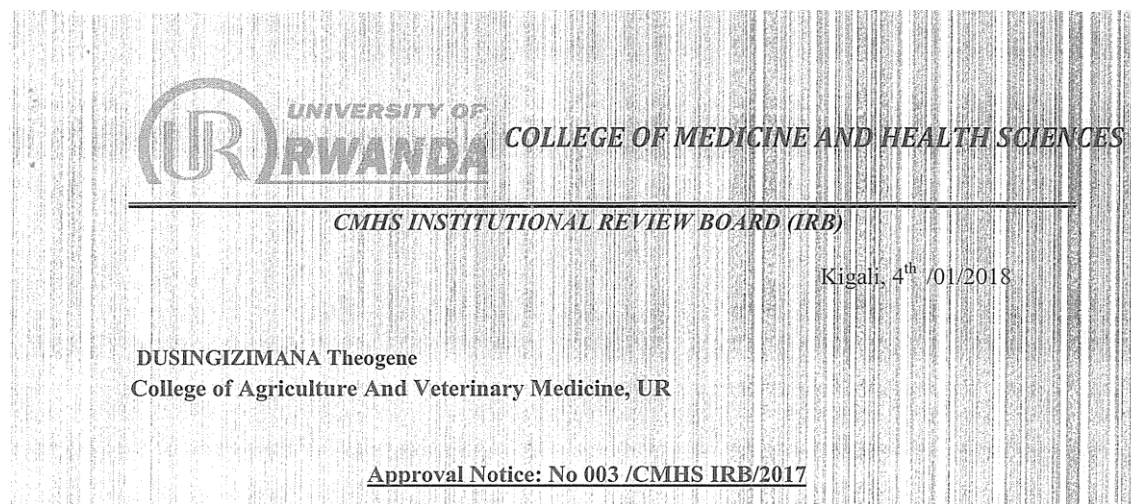 UR
UNIVERSITY OF
RWANDA
COLLEGE OF MEDICINE AND HEALTH SCIENCES
CMHS INSTITUTIONAL REVIEW BOARD (IRB)
Kigali, 4th /01/2018
DUSINGIZIMANA Theogene
College of Agriculture And Veterinary Medicine, UR
Approval Notice: No 003 /CMHS IRB/2017